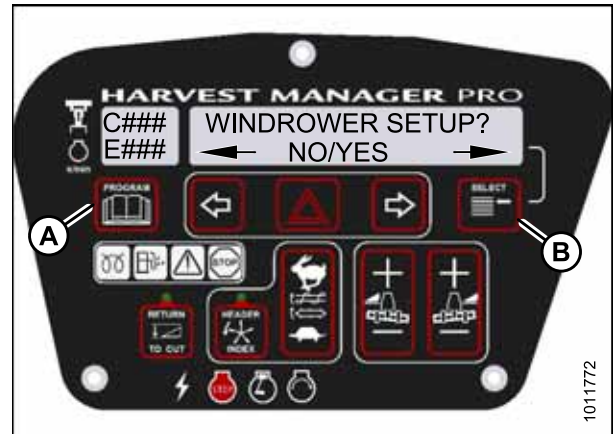 HARVEST MANAGER PRO
C###
E###
WINDROWER SETUP?
NO/YES
PROGRAM
SELECT
A
B
STOP
RETURN
TO CUT
HEADER
INDEX
STOP
1011772